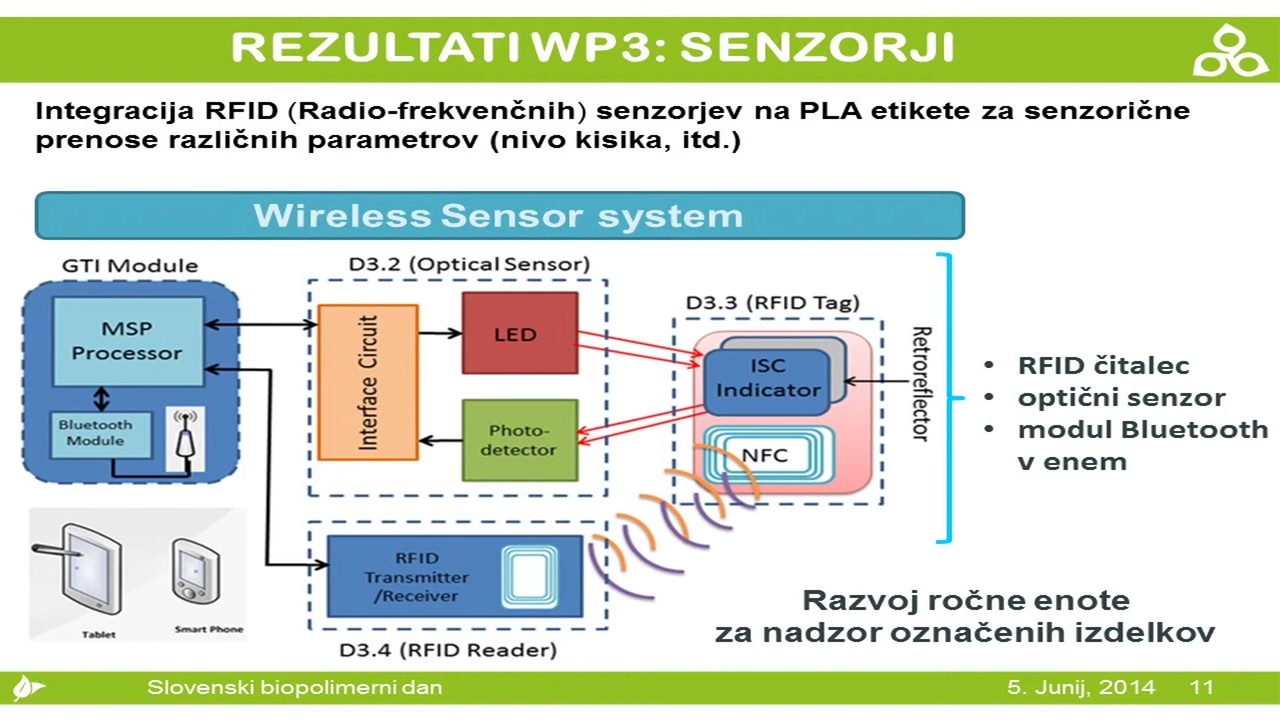 REZULTATI WP3: SENZORJI
Integracija RFID (Radio-frekvenčnih) senzorjev na PLA etikete za senzorične
prenose različnih parametrov (nivo kisika, itd.)
Wireless Sensor system
GTI Module
MSP
Processor
Bluetooth
Module
D3.2 (Optical Sensor)
Interface Circuit
LED
Photo-
detector
D3.3 (RFID Tag)
ISC
Indicator
NFC
Retroreflector
• RFID čitalec
• optični senzor
• modul Bluetooth
v enem
Tablet
Smart Phone
RFID
Transmitter
/Receiver
D3.4 (RFID Reader)
Razvoj ročne enote
za nadzor označenih izdelkov
Slovenski biopolimerni dan
5. Junij, 2014
11